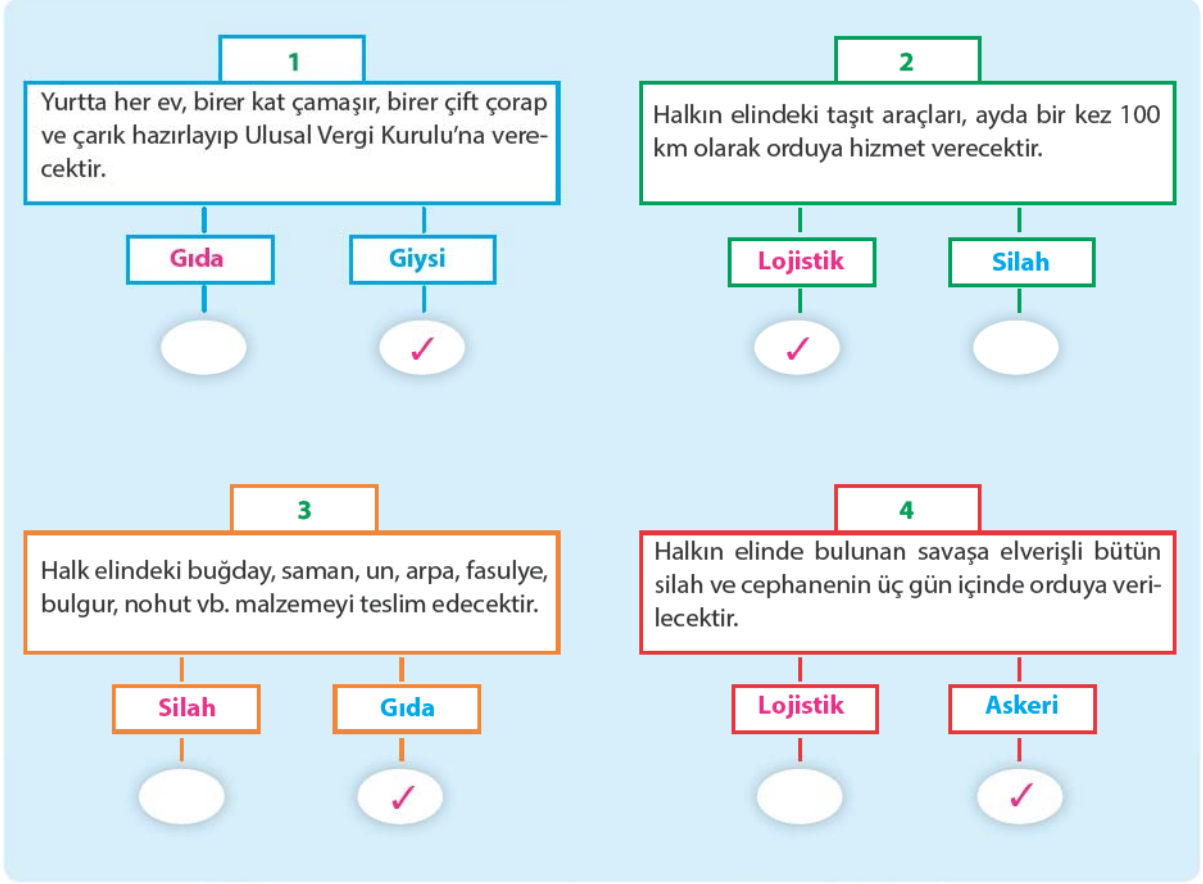 1
Yurtta her ev, birer kat çamaşır, birer çift çorap
ve çarık hazırlayıp Ulusal Vergi Kurulu’na vere-
cektir.
Gıda
Giysi
✓
2
Halkın elindeki taşıt araçları, ayda bir kez 100
km olarak orduya hizmet verecektir.
Lojistik
Silah
✓
3
Halk elindeki buğday, saman, un, arpa, fasulye,
bulgur, nohut vb. malzemeyi teslim edecektir.
Silah
Gıda
✓
4
Halkın elinde bulunan savaşa elverişli bütün
silah ve cephanenin üç gün içinde orduya veri-
lecektir.
Lojistik
Askeri
✓